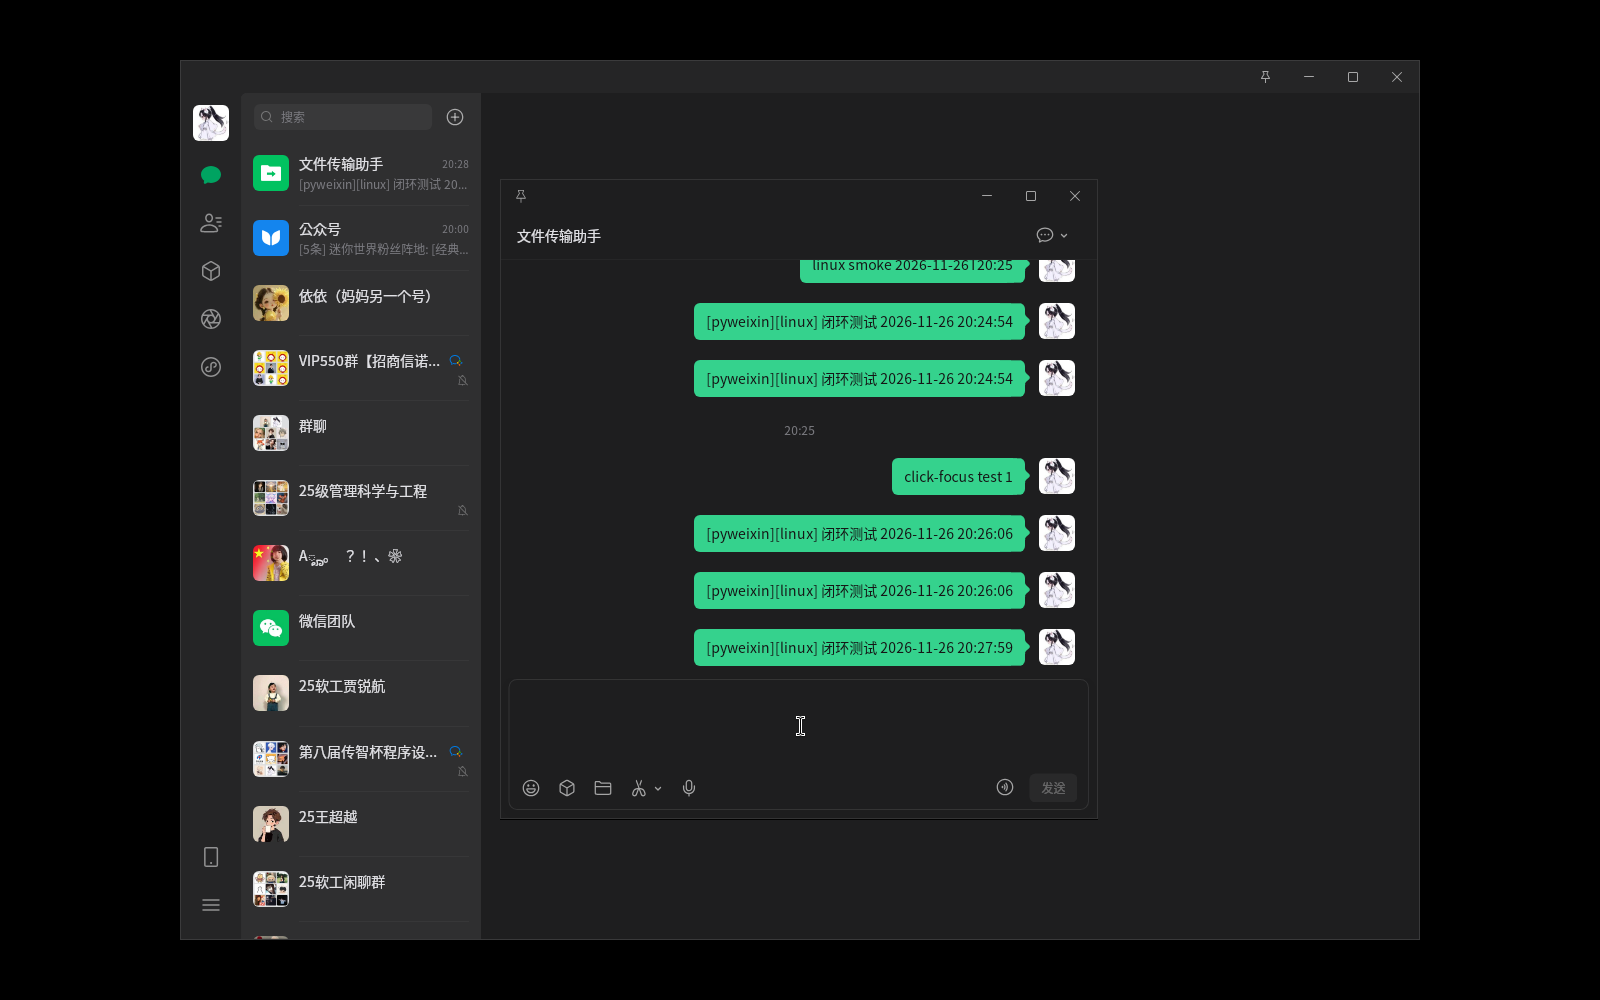 搜索
文件传输助手 20:28
[pyweixin][linux] 闭环测试 20...
公众号 20:00
[5条] 迷你世界粉丝阵地: [经典...
依依（妈妈另一个号）
VIP550群【招商信诺...
群聊
25级管理科学与工程
微信团队
25软工贾锐航
第八届传智杯程序设...
25王超越
25软工闲聊群
文件传输助手
linux smoke 2026-11-26T20:25
[pyweixin][linux] 闭环测试 2026-11-26 20:24:54
[pyweixin][linux] 闭环测试 2026-11-26 20:24:54
20:25
click-focus test 1
[pyweixin][linux] 闭环测试 2026-11-26 20:26:06
[pyweixin][linux] 闭环测试 2026-11-26 20:26:06
[pyweixin][linux] 闭环测试 2026-11-26 20:27:59
发送